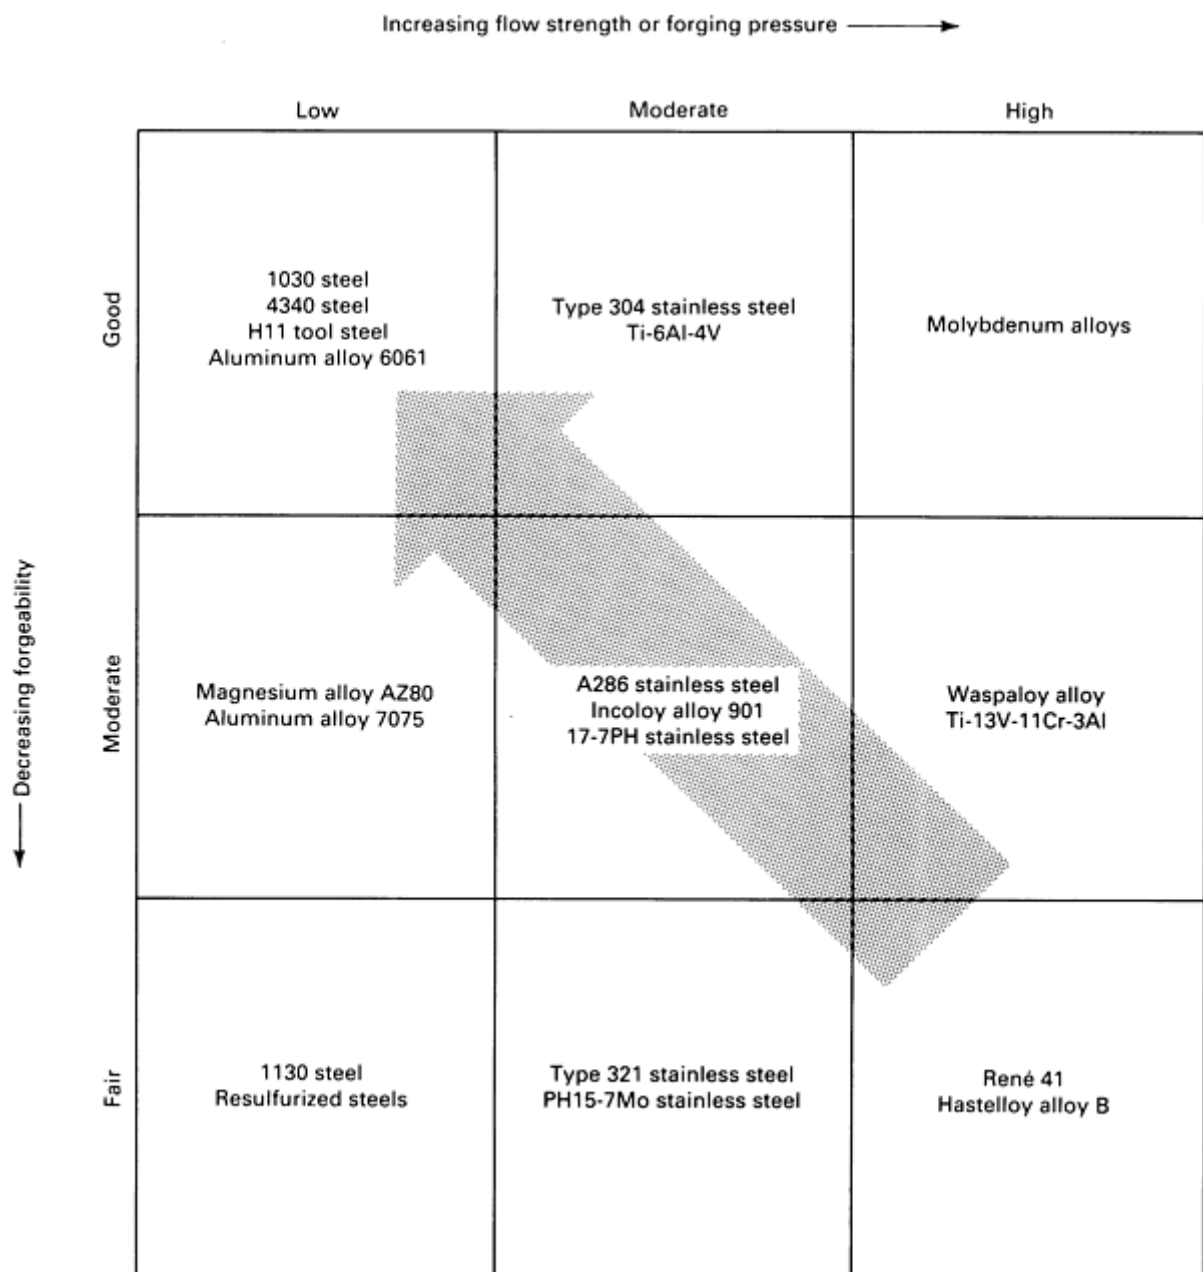 Increasing flow strength or forging pressure
Low
Moderate
High
Good
1030 steel
4340 steel
H11 tool steel
Aluminum alloy 6061
Type 304 stainless steel
Ti-6Al-4V
Molybdenum alloys
Decreasing forgeability
Moderate
Magnesium alloy AZ80
Aluminum alloy 7075
A286 stainless steel
Incoloy alloy 901
17-7PH stainless steel
Waspaloy alloy
Ti-13V-11Cr-3Al
Fair
1130 steel
Resulfurized steels
Type 321 stainless steel
PH15-7Mo stainless steel
René 41
Hastelloy alloy B